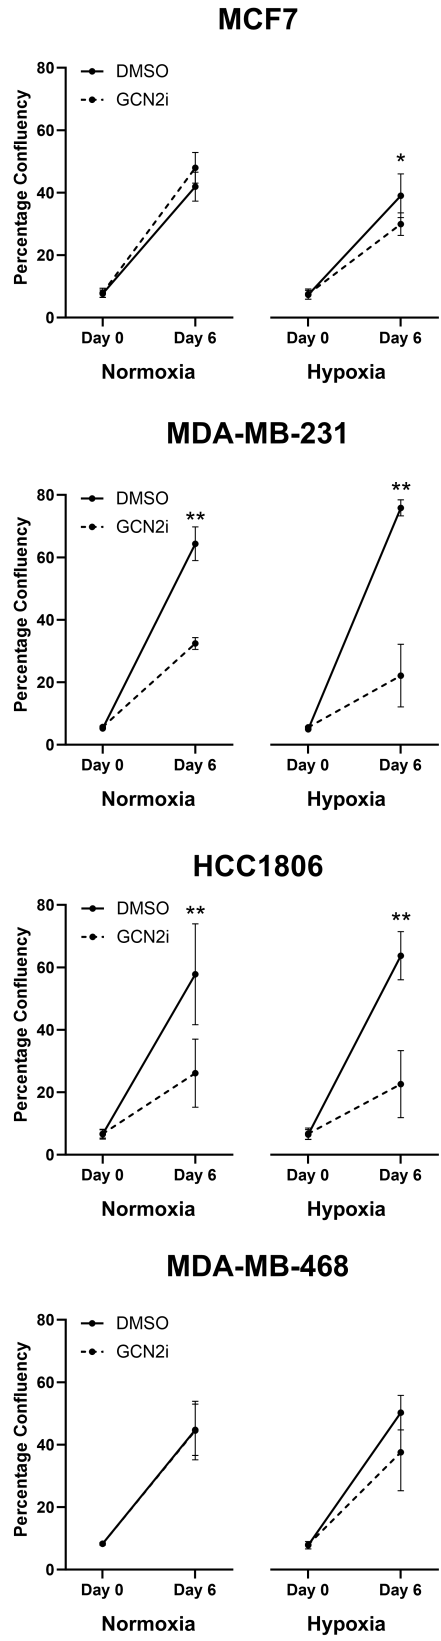 MCF7
80
60
40
20
0
Percentage Confluency
DMSO
GCN2i
*
Day 0 Day 6 Day 0 Day 6
Normoxia Hypoxia
MDA-MB-231
80
60
40
20
0
Percentage Confluency
DMSO
GCN2i
** **
Day 0 Day 6 Day 0 Day 6
Normoxia Hypoxia
HCC1806
80
60
40
20
0
Percentage Confluency
DMSO
GCN2i
** **
Day 0 Day 6 Day 0 Day 6
Normoxia Hypoxia
MDA-MB-468
80
60
40
20
0
Percentage Confluency
DMSO
GCN2i
Day 0 Day 6 Day 0 Day 6
Normoxia Hypoxia